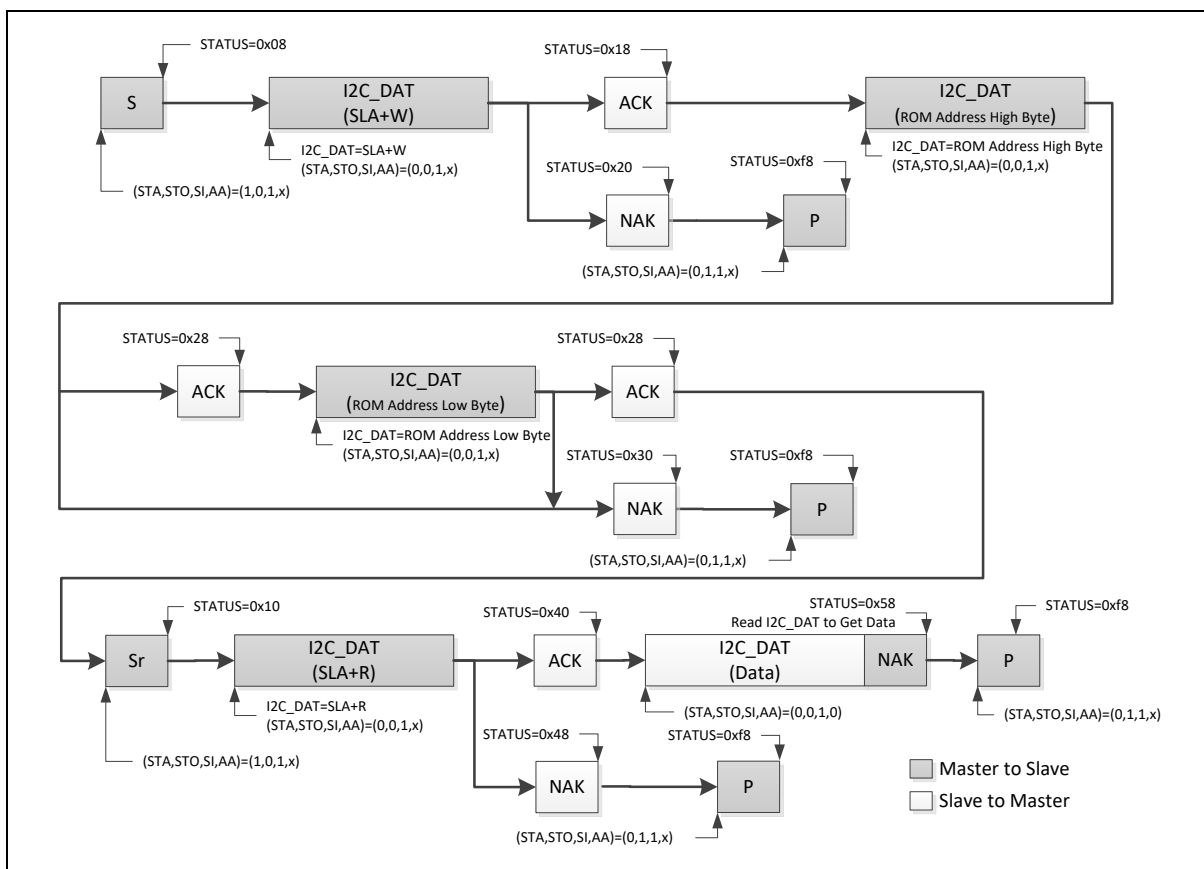 STATUS=0x08
S
I2C_DAT
(SLA+W)
I2C_DAT=SLA+W
(STA,STO,SI,AA)=(0,0,1,x)
(STA,STO,SI,AA)=(1,0,1,x)
STATUS=0x18
ACK
I2C_DAT
(ROM Address High Byte)
I2C_DAT=ROM Address High Byte
(STA,STO,SI,AA)=(0,0,1,x)
STATUS=0x20
NAK
STATUS=0xf8
P
(STA,STO,SI,AA)=(0,1,1,x)
STATUS=0x28
ACK
I2C_DAT
(ROM Address Low Byte)
I2C_DAT=ROM Address Low Byte
(STA,STO,SI,AA)=(0,0,1,x)
STATUS=0x28
ACK
STATUS=0x30
NAK
STATUS=0xf8
P
(STA,STO,SI,AA)=(0,1,1,x)
STATUS=0x10
Sr
I2C_DAT
(SLA+R)
I2C_DAT=SLA+R
(STA,STO,SI,AA)=(0,0,1,x)
(STA,STO,SI,AA)=(1,0,1,x)
STATUS=0x40
ACK
STATUS=0x58
Read I2C_DAT to Get Data
I2C_DAT
(Data)
NAK
(STA,STO,SI,AA)=(0,0,1,0)
STATUS=0xf8
P
(STA,STO,SI,AA)=(0,1,1,x)
STATUS=0x48
NAK
STATUS=0xf8
P
(STA,STO,SI,AA)=(0,1,1,x)
Master to Slave
Slave to Master